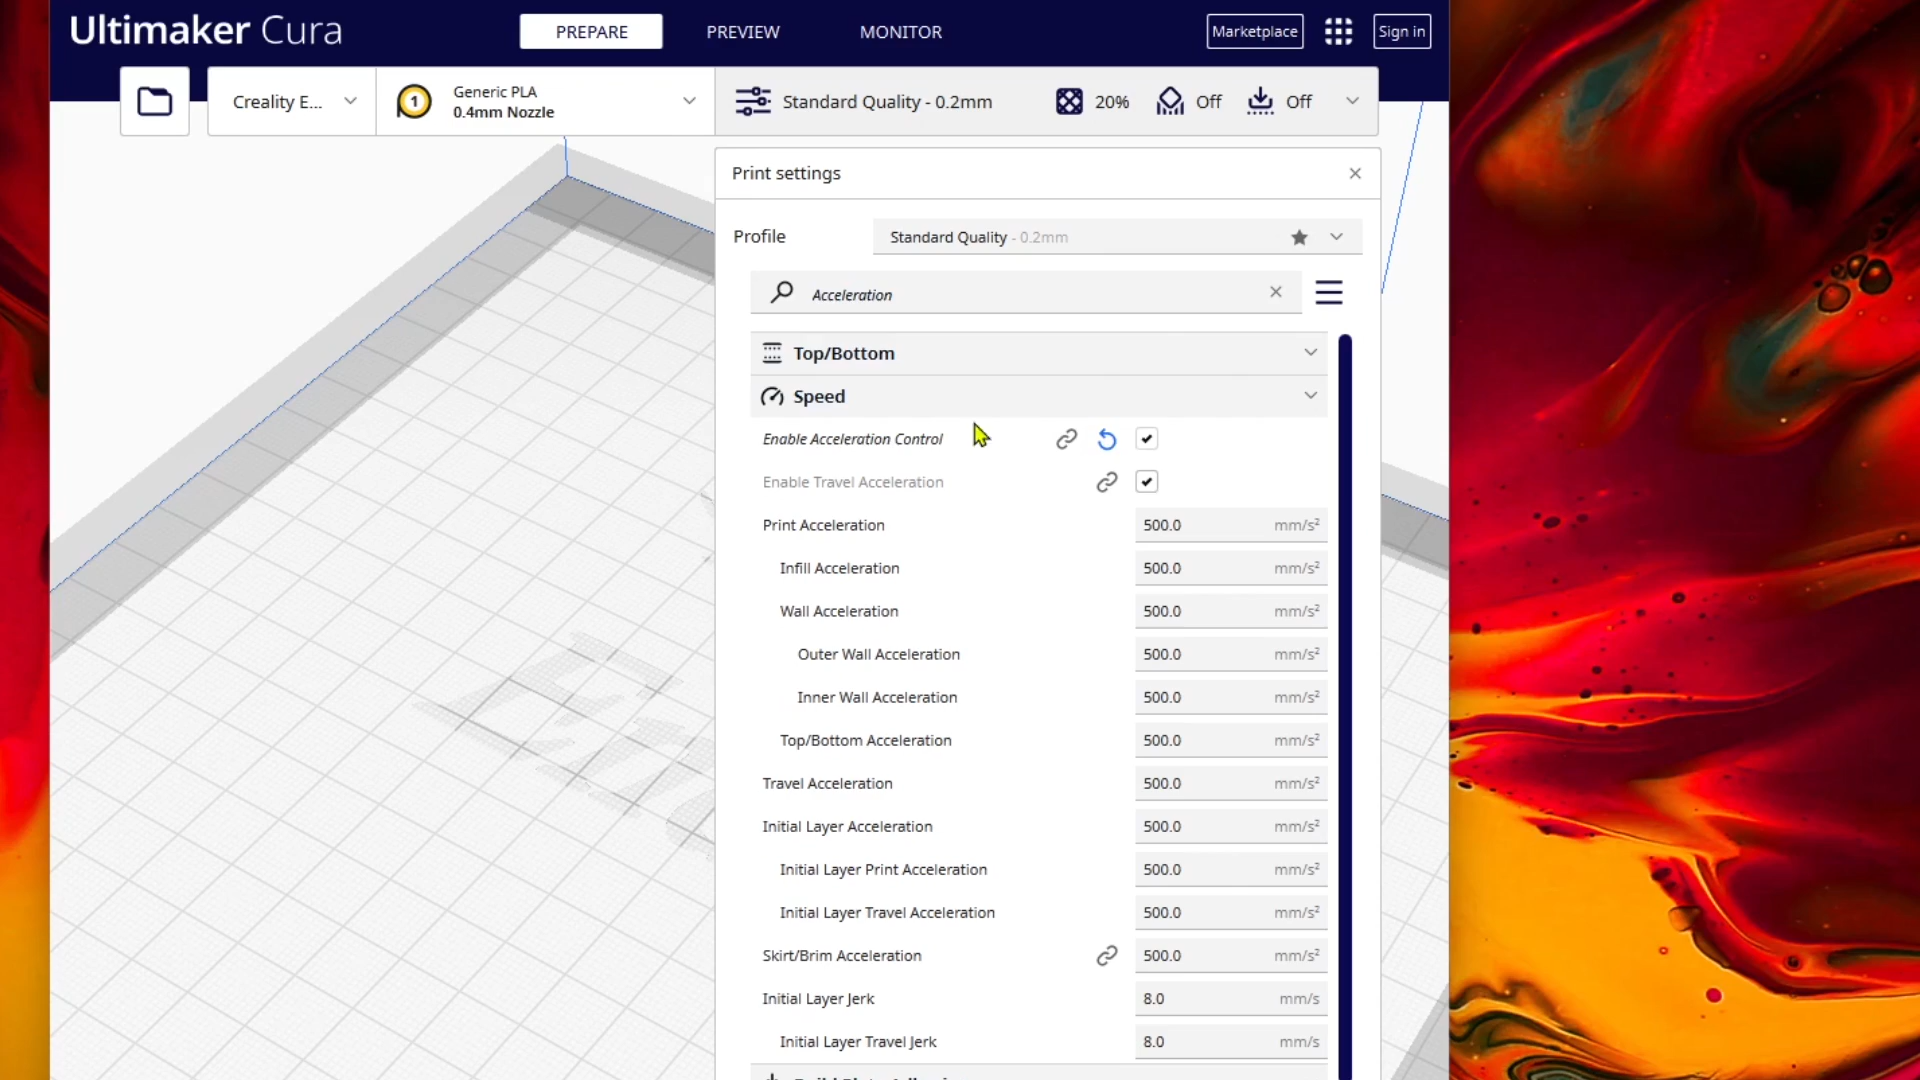 Ultimaker Cura
PREPARE
PREVIEW
MONITOR
Marketplace
Sign in
Creality E...
1
Generic PLA
0.4mm Nozzle
Standard Quality - 0.2mm
20%
Off
Off
Print settings
Profile
Standard Quality - 0.2mm
Acceleration
Top/Bottom
Speed
Enable Acceleration Control
Enable Travel Acceleration
Print Acceleration 500.0 mm/s²
Infill Acceleration 500.0 mm/s²
Wall Acceleration 500.0 mm/s²
Outer Wall Acceleration 500.0 mm/s²
Inner Wall Acceleration 500.0 mm/s²
Top/Bottom Acceleration 500.0 mm/s²
Travel Acceleration 500.0 mm/s²
Initial Layer Acceleration 500.0 mm/s²
Initial Layer Print Acceleration 500.0 mm/s²
Initial Layer Travel Acceleration 500.0 mm/s²
Skirt/Brim Acceleration 500.0 mm/s²
Initial Layer Jerk 8.0 mm/s
Initial Layer Travel Jerk 8.0 mm/s